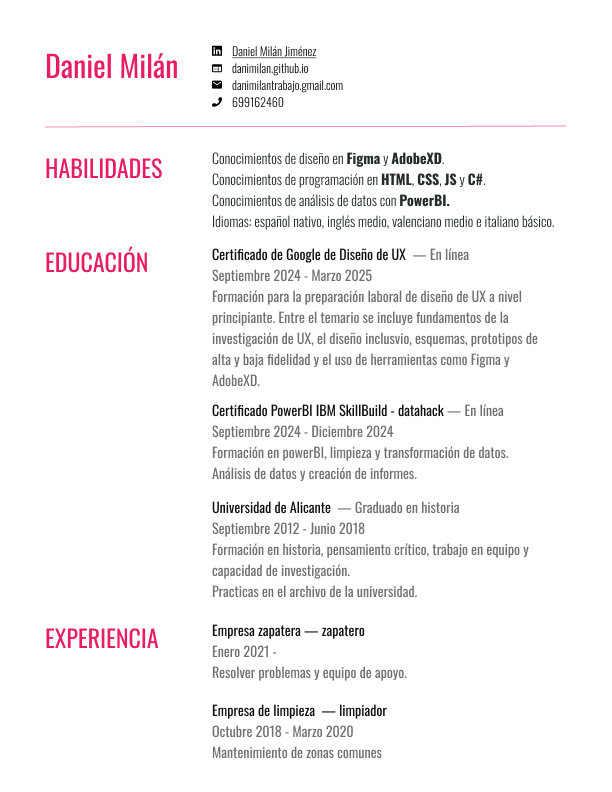 Daniel Milán
Daniel Milán Jiménez
danimilan.github.io
danimilantrabajo.gmail.com
699162460
HABILIDADES
Conocimientos de diseño en Figma y AdobeXD.
Conocimientos de programación en HTML, CSS, JS y C#.
Conocimientos de análisis de datos con PowerBI.
Idiomas: español nativo, inglés medio, valenciano medio e italiano básico.
EDUCACIÓN
Certificado de Google de Diseño de UX — En línea
Septiembre 2024 - Marzo 2025
Formación para la preparación laboral de diseño de UX a nivel
principiante. Entre el temario se incluye fundamentos de la
investigación de UX, el diseño inclusvio, esquemas, prototipos de
alta y baja fidelidad y el uso de herramientas como Figma y
AdobeXD.
Certificado PowerBI IBM SkillBuild - datahack — En línea
Septiembre 2024 - Diciembre 2024
Formación en powerBI, limpieza y transformación de datos.
Análisis de datos y creación de informes.
Universidad de Alicante — Graduado en historia
Septiembre 2012 - Junio 2018
Formación en historia, pensamiento crítico, trabajo en equipo y
capacidad de investigación.
Practicas en el archivo de la universidad.
EXPERIENCIA
Empresa zapatera — zapatero
Enero 2021 -
Resolver problemas y equipo de apoyo.
Empresa de limpieza — limpiador
Octubre 2018 - Marzo 2020
Mantenimiento de zonas comunes